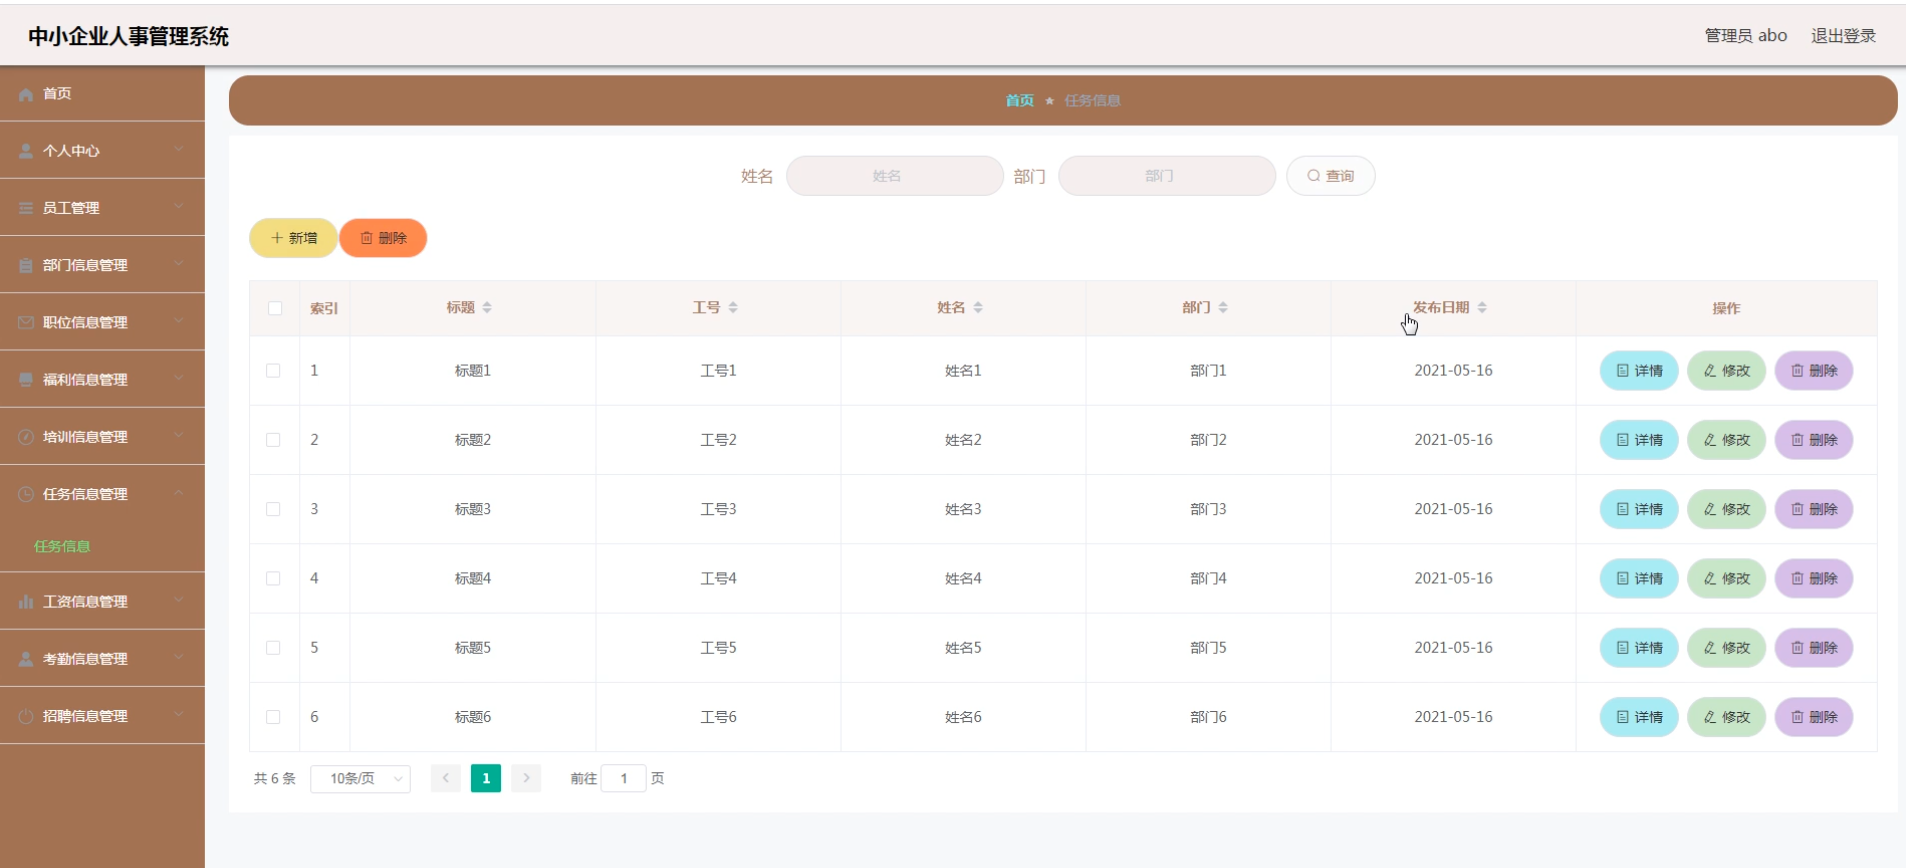 中小企业人事管理系统
管理员 abo 退出登录
首页
个人中心
员工管理
部门信息管理
职位信息管理
福利信息管理
培训信息管理
任务信息管理
任务信息
工资信息管理
考勤信息管理
招聘信息管理
首页 ★ 任务信息
姓名 姓名 部门 部门 查询
新增 删除
索引 标题 工号 姓名 部门 发布日期 操作
1 标题1 工号1 姓名1 部门1 2021-05-16 详情 修改 删除
2 标题2 工号2 姓名2 部门2 2021-05-16 详情 修改 删除
3 标题3 工号3 姓名3 部门3 2021-05-16 详情 修改 删除
4 标题4 工号4 姓名4 部门4 2021-05-16 详情 修改 删除
5 标题5 工号5 姓名5 部门5 2021-05-16 详情 修改 删除
6 标题6 工号6 姓名6 部门6 2021-05-16 详情 修改 删除
共 6 条 10条/页 1 前往 1 页